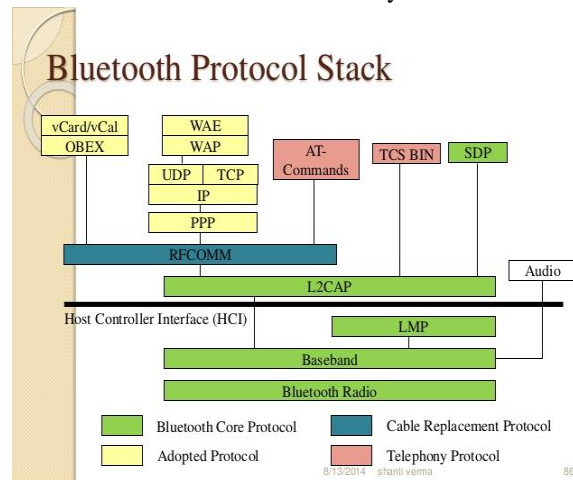 Bluetooth Protocol Stack
vCard/vCal
OBEX
WAE
WAP
UDP TCP
IP
PPP
AT-
Commands
TCS BIN
SDP
RFCOMM
Audio
L2CAP
Host Controller Interface (HCI)
LMP
Baseband
Bluetooth Radio
Bluetooth Core Protocol
Cable Replacement Protocol
Adopted Protocol
Telephony Protocol
8/13/2014 shanti verma 86